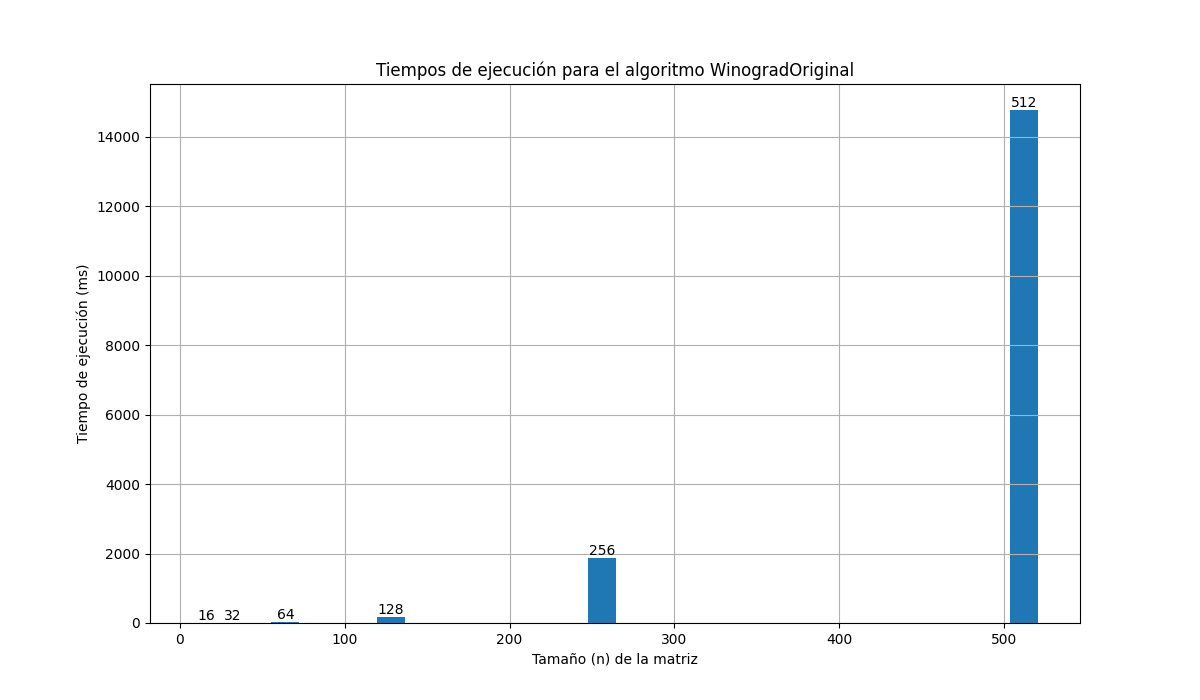 Tiempos de ejecución para el algoritmo WinogradOriginal
512
14000
12000
10000
8000
6000
4000
2000
0
Tiempo de ejecución (ms)
16 32 64 128 256
0 100 200 300 400 500
Tamaño (n) de la matriz